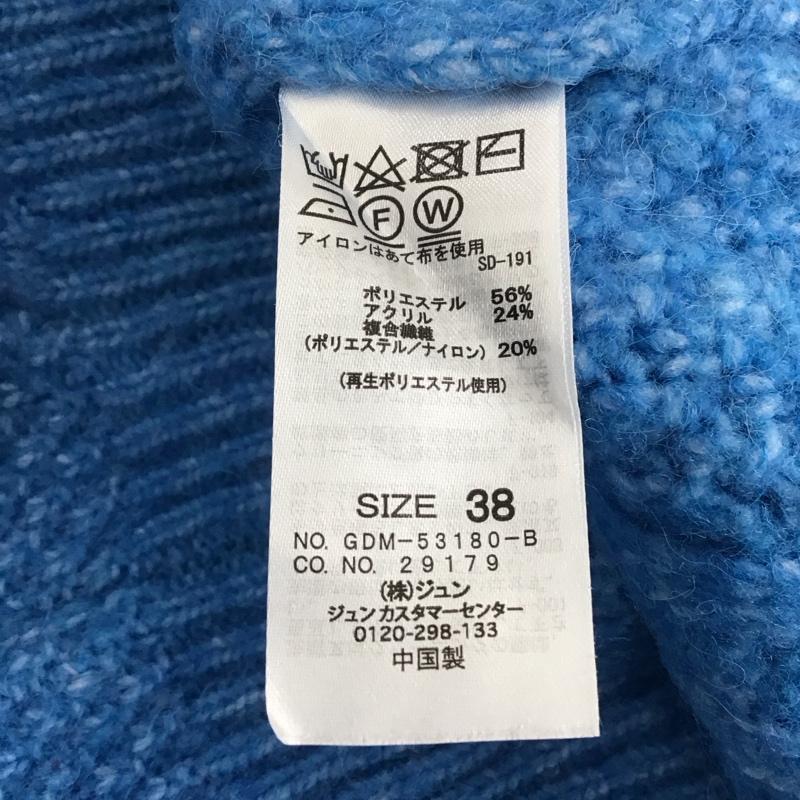 F W
アイロンはあて布を使用
SD-191
ポリエステル 56%
アクリル 24%
複合繊維
(ポリエステル/ナイロン) 20%
(再生ポリエステル使用)
SIZE 38
NO. GDM-53180-B
CO. NO. 29179
(株)ジュン
ジュンカスタマーセンター
0120-298-133
中国製